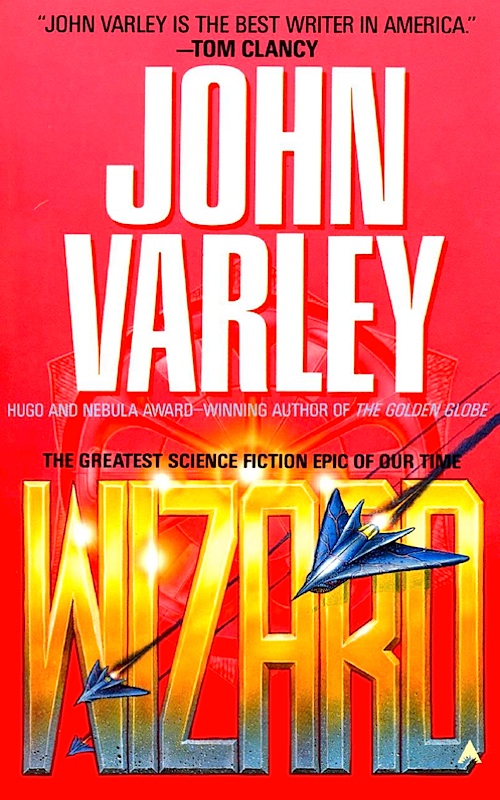 "JOHN VARLEY IS THE BEST WRITER IN AMERICA."
—TOM CLANCY
JOHN
VARLEY
HUGO AND NEBULA AWARD–WINNING AUTHOR OF THE GOLDEN GLOBE
THE GREATEST SCIENCE FICTION EPIC OF OUR TIME
WIZARD